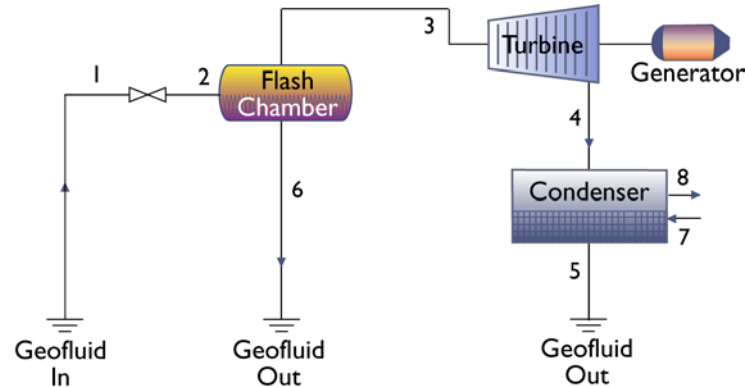 3
Turbine
Generator
1
2
Flash
Chamber
4
6
Condenser
8
7
5
Geofluid
In
Geofluid
Out
Geofluid
Out